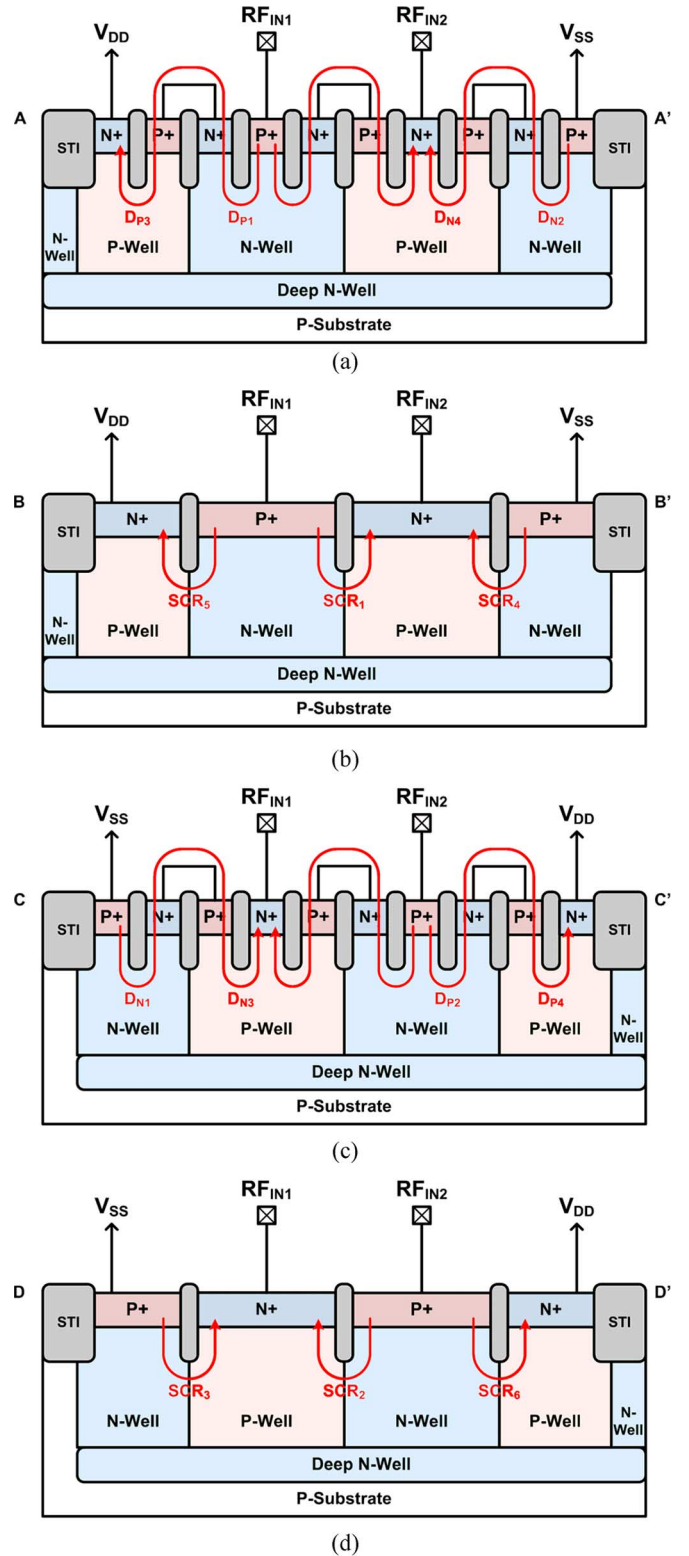 RFIN1 RFIN2
VDD VSS
A A'
STI N+ P+ N+ P+ N+ P+ N+ P+ N+ P+ STI
DP3 DP1 DN4 DN2
N-Well P-Well N-Well P-Well N-Well
Deep N-Well
P-Substrate
(a)
RFIN1 RFIN2
VDD VSS
B B'
STI N+ P+ N+ P+ STI
SCR5 SCR1 SCR4
N-Well P-Well N-Well P-Well N-Well
Deep N-Well
P-Substrate
(b)
RFIN1 RFIN2
VSS VDD
C C'
STI P+ N+ P+ N+ P+ N+ P+ N+ P+ N+ STI
DN1 DN3 DP2 DP4
N-Well P-Well N-Well P-Well N-Well
Deep N-Well
P-Substrate
(c)
RFIN1 RFIN2
VSS VDD
D D'
STI P+ N+ P+ N+ STI
SCR3 SCR2 SCR6
N-Well P-Well N-Well P-Well N-Well
Deep N-Well
P-Substrate
(d)